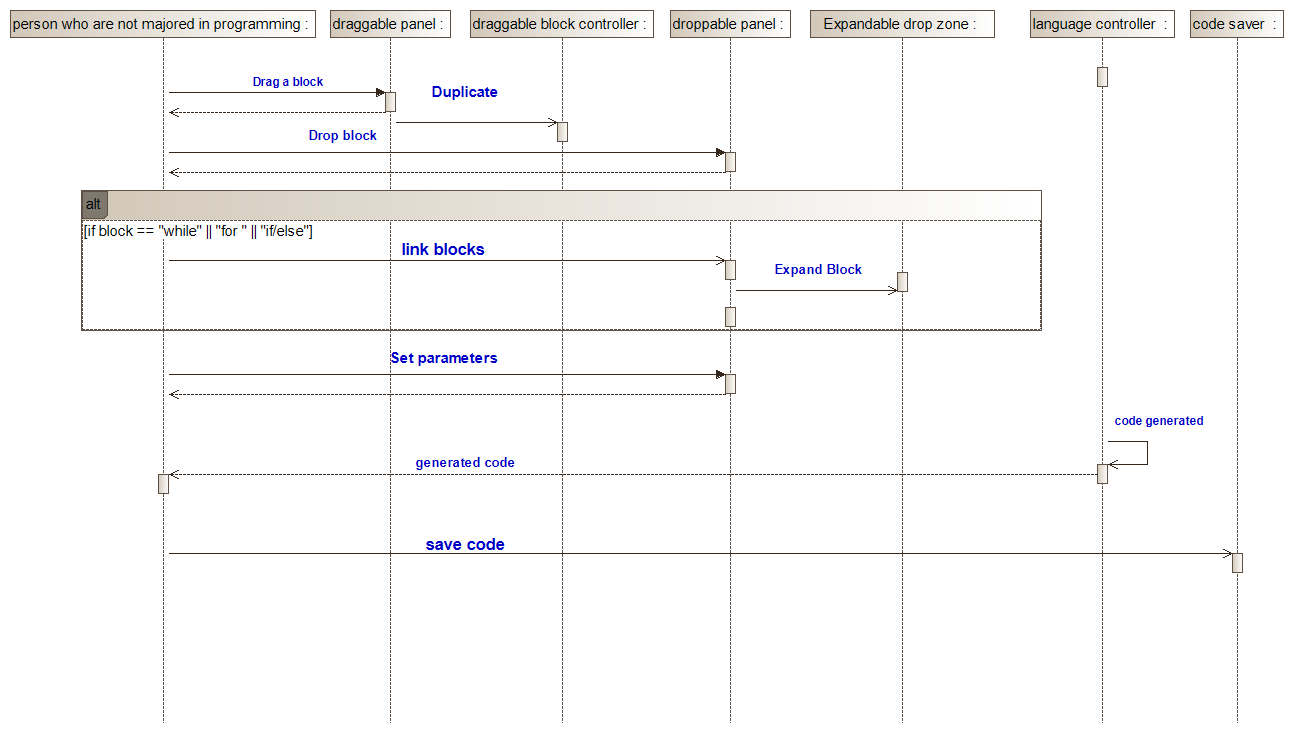 person who are not majored in programming :
draggable panel :
draggable block controller :
droppable panel :
Expandable drop zone :
language controller :
code saver :
Drag a block
Duplicate
Drop block
alt
[if block == "while" || "for " || "if/else"]
link blocks
Expand Block
Set parameters
code generated
generated code
save code